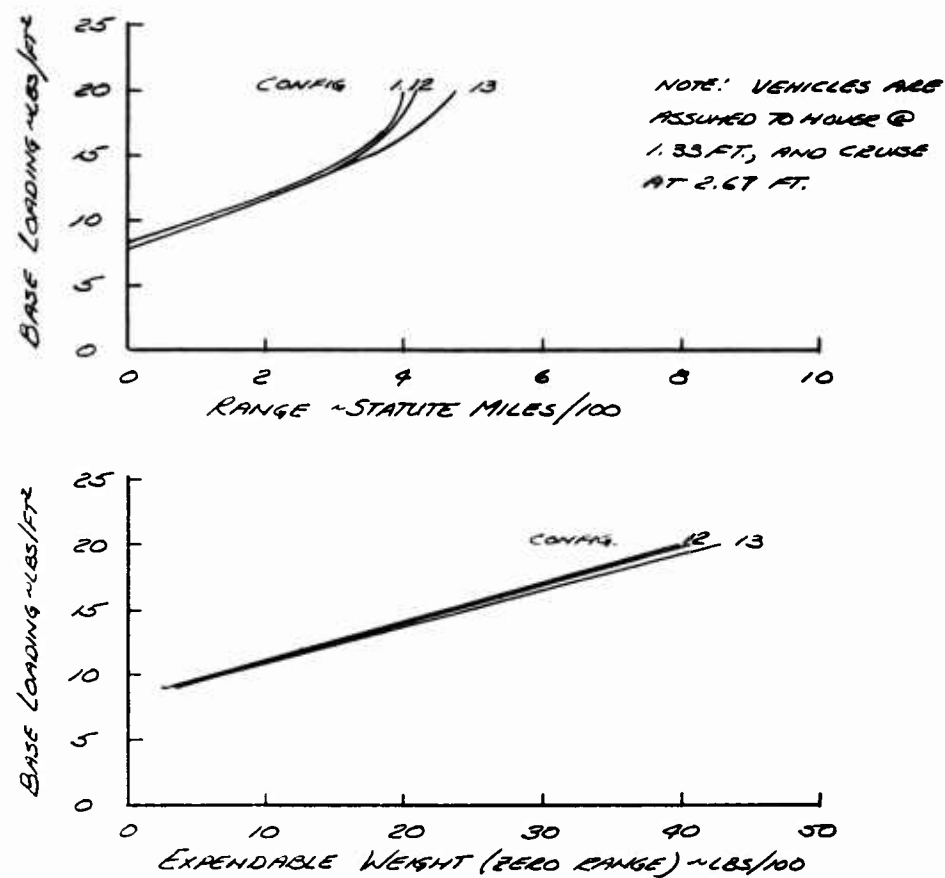 25
20
15
10
5
0
BASE LOADING ~LBS/FT²
CONFIG 1,12 13
NOTE: VEHICLES ARE
ASSUMED TO HOVER @
1.33 FT., AND CRUISE
AT 2.67 FT.
0 2 4 6 8 10
RANGE ~STATUTE MILES/100
25
20
15
10
5
0
BASE LOADING ~LBS/FT²
CONFIG. 12 13
0 10 20 30 40 50
EXPENDABLE WEIGHT (ZERO RANGE) ~LBS/100